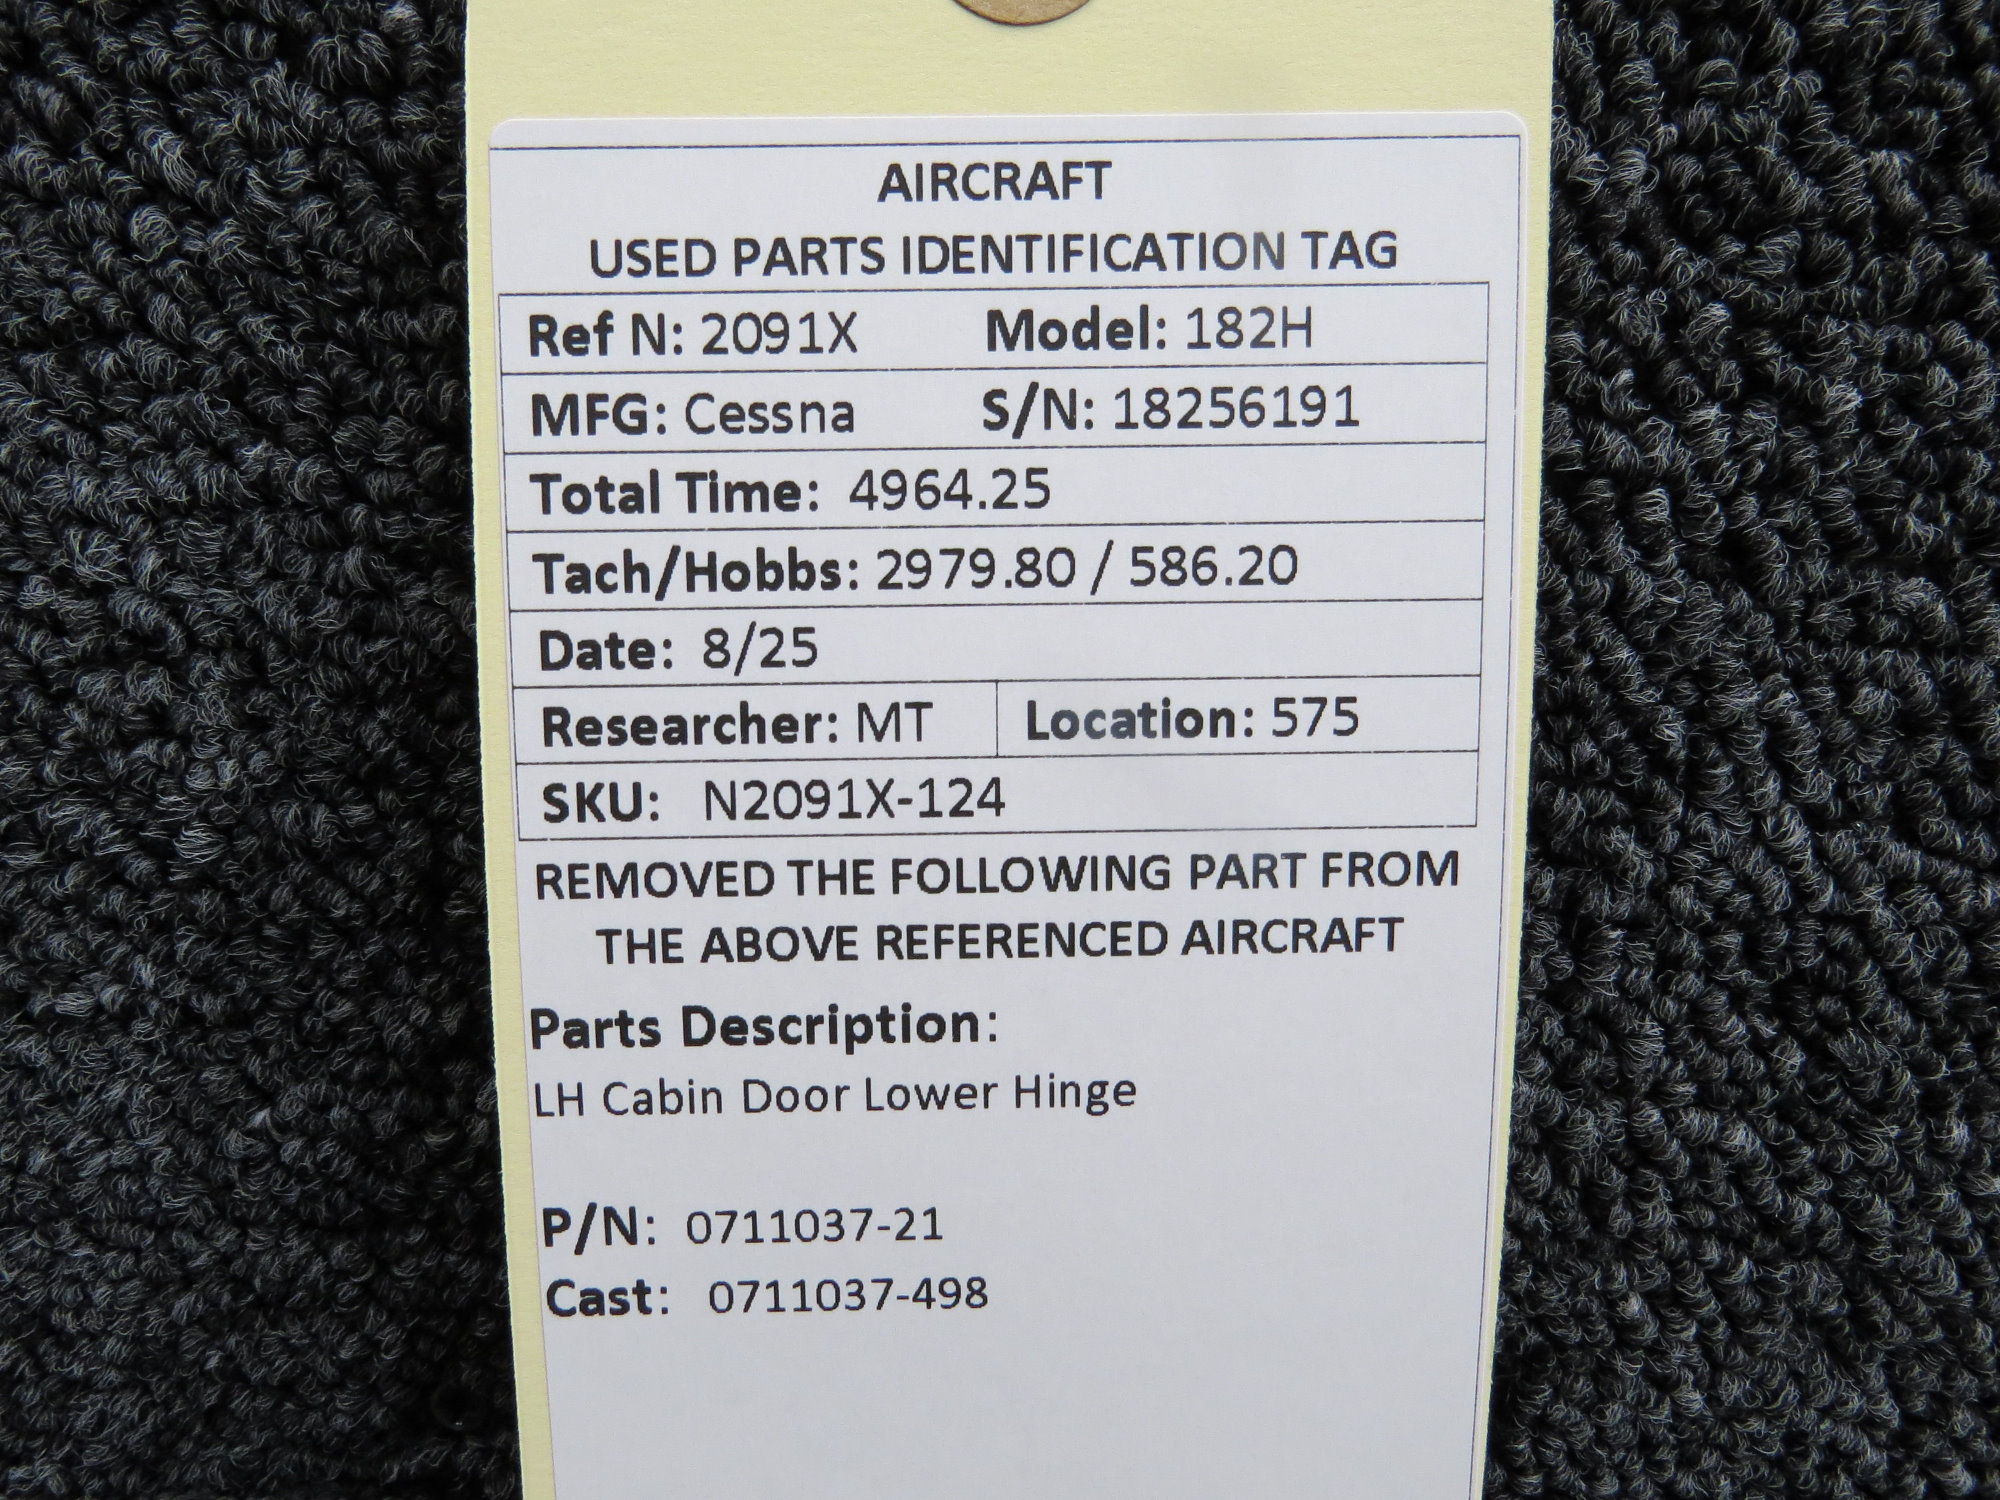 AIRCRAFT
USED PARTS IDENTIFICATION TAG
Ref N: 2091X Model: 182H
MFG: Cessna S/N: 18256191
Total Time: 4964.25
Tach/Hobbs: 2979.80 / 586.20
Date: 8/25
Researcher: MT Location: 575
SKU: N2091X-124
REMOVED THE FOLLOWING PART FROM
THE ABOVE REFERENCED AIRCRAFT
Parts Description:
LH Cabin Door Lower Hinge
P/N: 0711037-21
Cast: 0711037-498